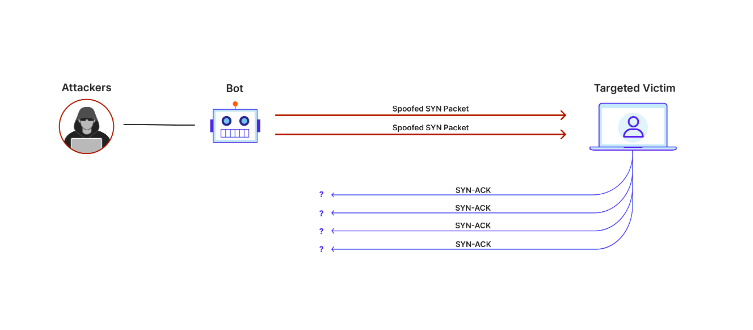 Attackers
Bot
Targeted Victim
Spoofed SYN Packet
Spoofed SYN Packet
? SYN-ACK
? SYN-ACK
? SYN-ACK
? SYN-ACK